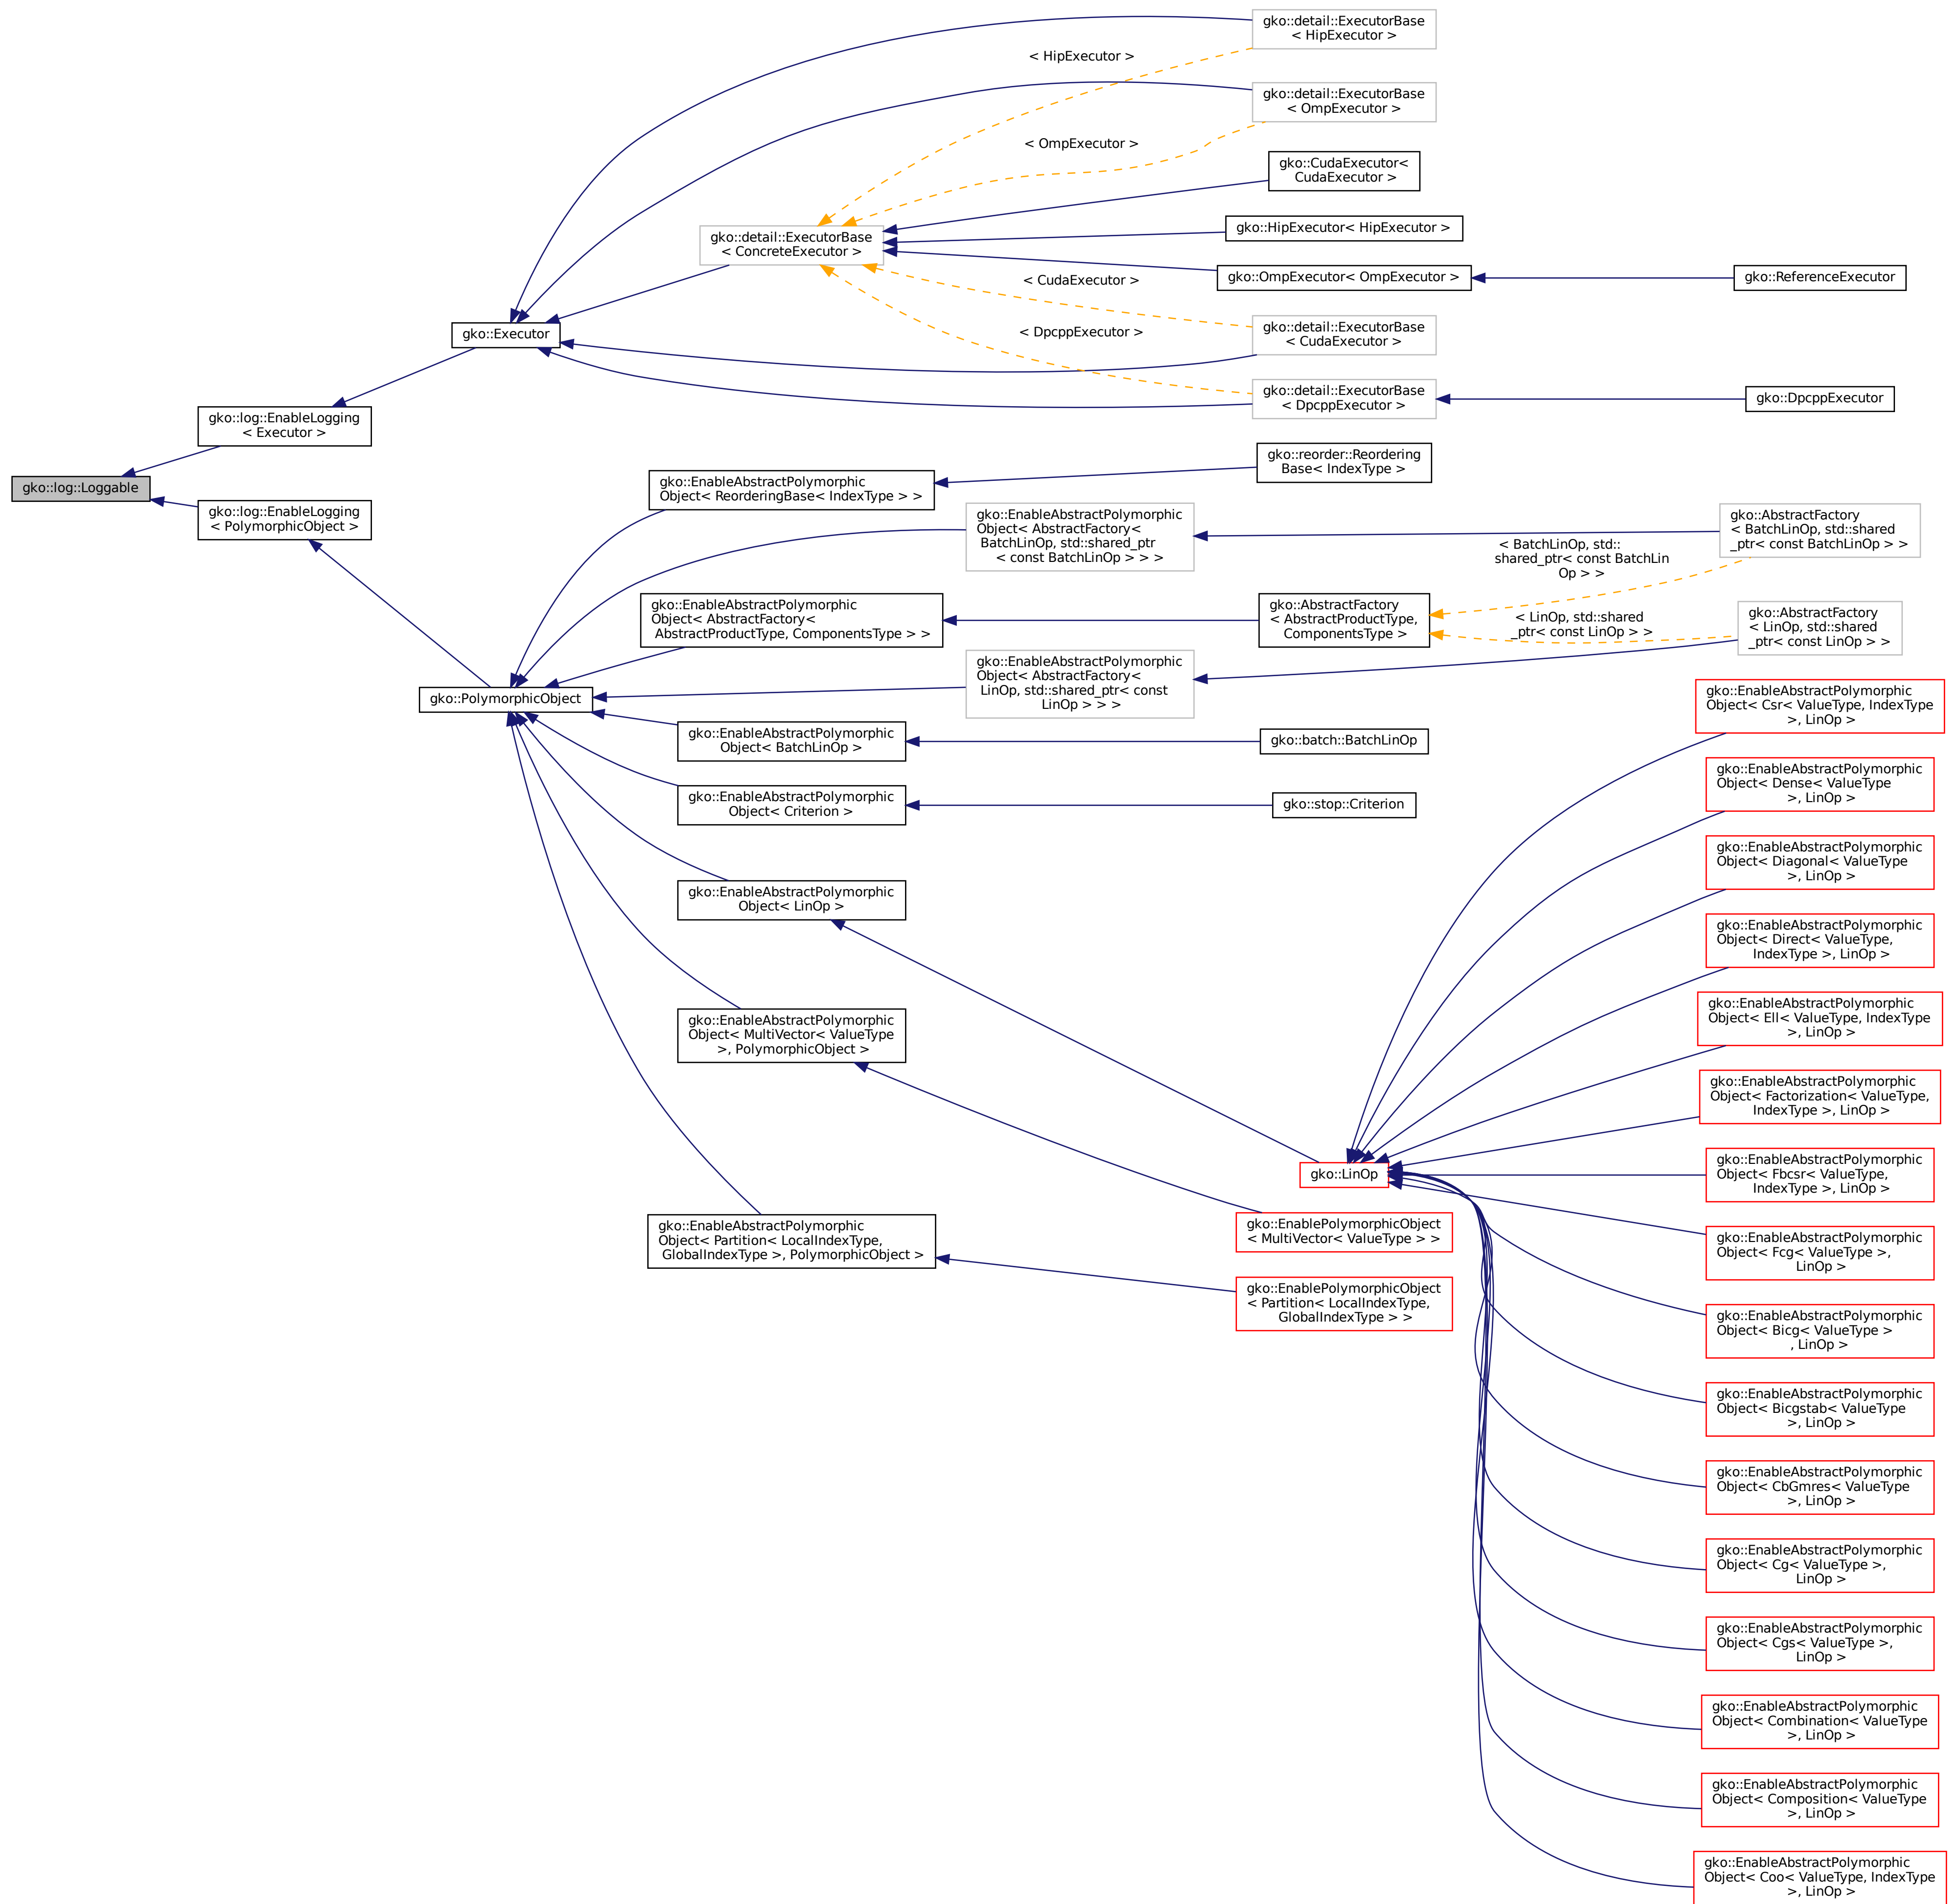 gko::log::Loggable
gko::log::EnableLogging
< Executor >
gko::log::EnableLogging
< PolymorphicObject >
gko::Executor
gko::PolymorphicObject
gko::detail::ExecutorBase
< ConcreteExecutor >
< HipExecutor >
< OmpExecutor >
< CudaExecutor >
< DpcppExecutor >
gko::detail::ExecutorBase
< HipExecutor >
gko::detail::ExecutorBase
< OmpExecutor >
gko::CudaExecutor<
CudaExecutor >
gko::HipExecutor< HipExecutor >
gko::OmpExecutor< OmpExecutor >
gko::ReferenceExecutor
gko::detail::ExecutorBase
< CudaExecutor >
gko::detail::ExecutorBase
< DpcppExecutor >
gko::DpcppExecutor
gko::EnableAbstractPolymorphic
Object< ReorderingBase< IndexType > >
gko::reorder::Reordering
Base< IndexType >
gko::EnableAbstractPolymorphic
Object< AbstractFactory<
BatchLinOp, std::shared_ptr
< const BatchLinOp > > >
gko::AbstractFactory
< BatchLinOp, std::shared
_ptr< const BatchLinOp > >
< BatchLinOp, std::
shared_ptr< const BatchLin
Op > >
gko::EnableAbstractPolymorphic
Object< AbstractFactory<
AbstractProductType, ComponentsType > >
gko::AbstractFactory
< AbstractProductType,
ComponentsType >
< LinOp, std::shared
_ptr< const LinOp > >
gko::AbstractFactory
< LinOp, std::shared
_ptr< const LinOp > >
gko::EnableAbstractPolymorphic
Object< AbstractFactory<
LinOp, std::shared_ptr< const
LinOp > > >
gko::EnableAbstractPolymorphic
Object< BatchLinOp >
gko::batch::BatchLinOp
gko::EnableAbstractPolymorphic
Object< Criterion >
gko::stop::Criterion
gko::EnableAbstractPolymorphic
Object< LinOp >
gko::EnableAbstractPolymorphic
Object< MultiVector< ValueType
>, PolymorphicObject >
gko::EnableAbstractPolymorphic
Object< Partition< LocalIndexType,
GlobalIndexType >, PolymorphicObject >
gko::LinOp
gko::EnablePolymorphicObject
< MultiVector< ValueType > >
gko::EnablePolymorphicObject
< Partition< LocalIndexType,
GlobalIndexType > >
gko::EnableAbstractPolymorphic
Object< Csr< ValueType, IndexType
>, LinOp >
gko::EnableAbstractPolymorphic
Object< Dense< ValueType
>, LinOp >
gko::EnableAbstractPolymorphic
Object< Diagonal< ValueType
>, LinOp >
gko::EnableAbstractPolymorphic
Object< Direct< ValueType,
IndexType >, LinOp >
gko::EnableAbstractPolymorphic
Object< Ell< ValueType, IndexType
>, LinOp >
gko::EnableAbstractPolymorphic
Object< Factorization< ValueType,
IndexType >, LinOp >
gko::EnableAbstractPolymorphic
Object< Fbcsr< ValueType,
IndexType >, LinOp >
gko::EnableAbstractPolymorphic
Object< Fcg< ValueType >,
LinOp >
gko::EnableAbstractPolymorphic
Object< Bicg< ValueType >
, LinOp >
gko::EnableAbstractPolymorphic
Object< Bicgstab< ValueType
>, LinOp >
gko::EnableAbstractPolymorphic
Object< CbGmres< ValueType
>, LinOp >
gko::EnableAbstractPolymorphic
Object< Cg< ValueType >,
LinOp >
gko::EnableAbstractPolymorphic
Object< Cgs< ValueType >,
LinOp >
gko::EnableAbstractPolymorphic
Object< Combination< ValueType
>, LinOp >
gko::EnableAbstractPolymorphic
Object< Composition< ValueType
>, LinOp >
gko::EnableAbstractPolymorphic
Object< Coo< ValueType, IndexType
>, LinOp >